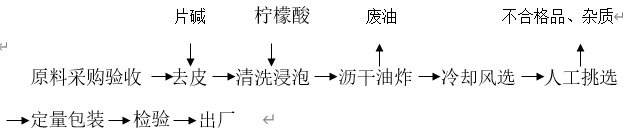 片碱 柠檬酸 废油 不合格品、杂质
原料采购验收 去皮 清洗浸泡 沥干油炸 冷却风选 人工挑选
定量包装 检验 出厂